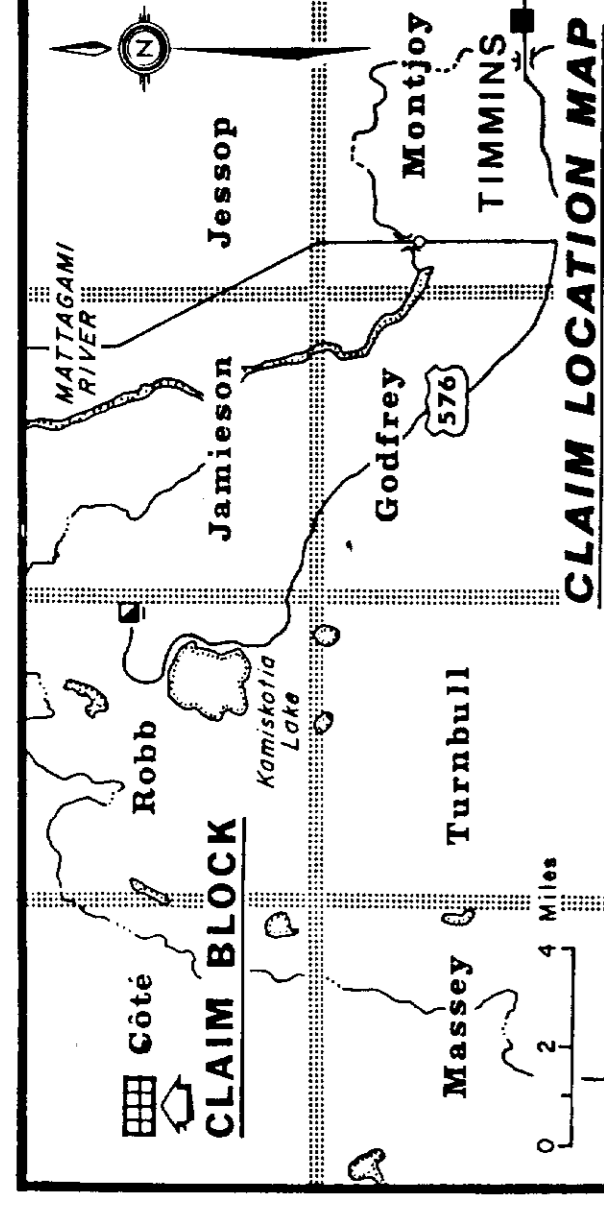 N
MATTAGAMI
RIVER
Jessop
Jamieson
Robb
Côté
CLAIM BLOCK
Kamiskotia
Lake
Montjoy
TIMMINS
Godfrey
576
Turnbull
Massey
0 2 4 Miles
CLAIM LOCATION MAP